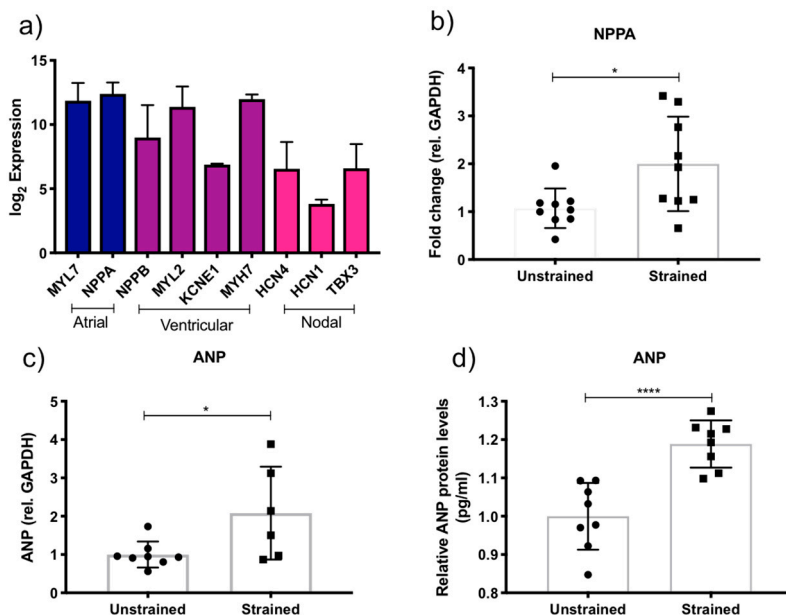 a)
15
10
5
0
log2 Expression
MYL7
NPPA
NPPB
MYL2
KCNE1
MYH7
HCN4
HCN1
TBX3
Atrial
Ventricular
Nodal
b)
NPPA
*
4
3
2
1
0
Fold change (rel. GAPDH)
Unstrained Strained
c)
ANP
*
5
4
3
2
1
0
ANP (rel. GAPDH)
Unstrained Strained
d)
ANP
****
1.3
1.2
1.1
1.0
0.9
0.8
Relative ANP protein levels
(pg/ml)
Unstrained Strained